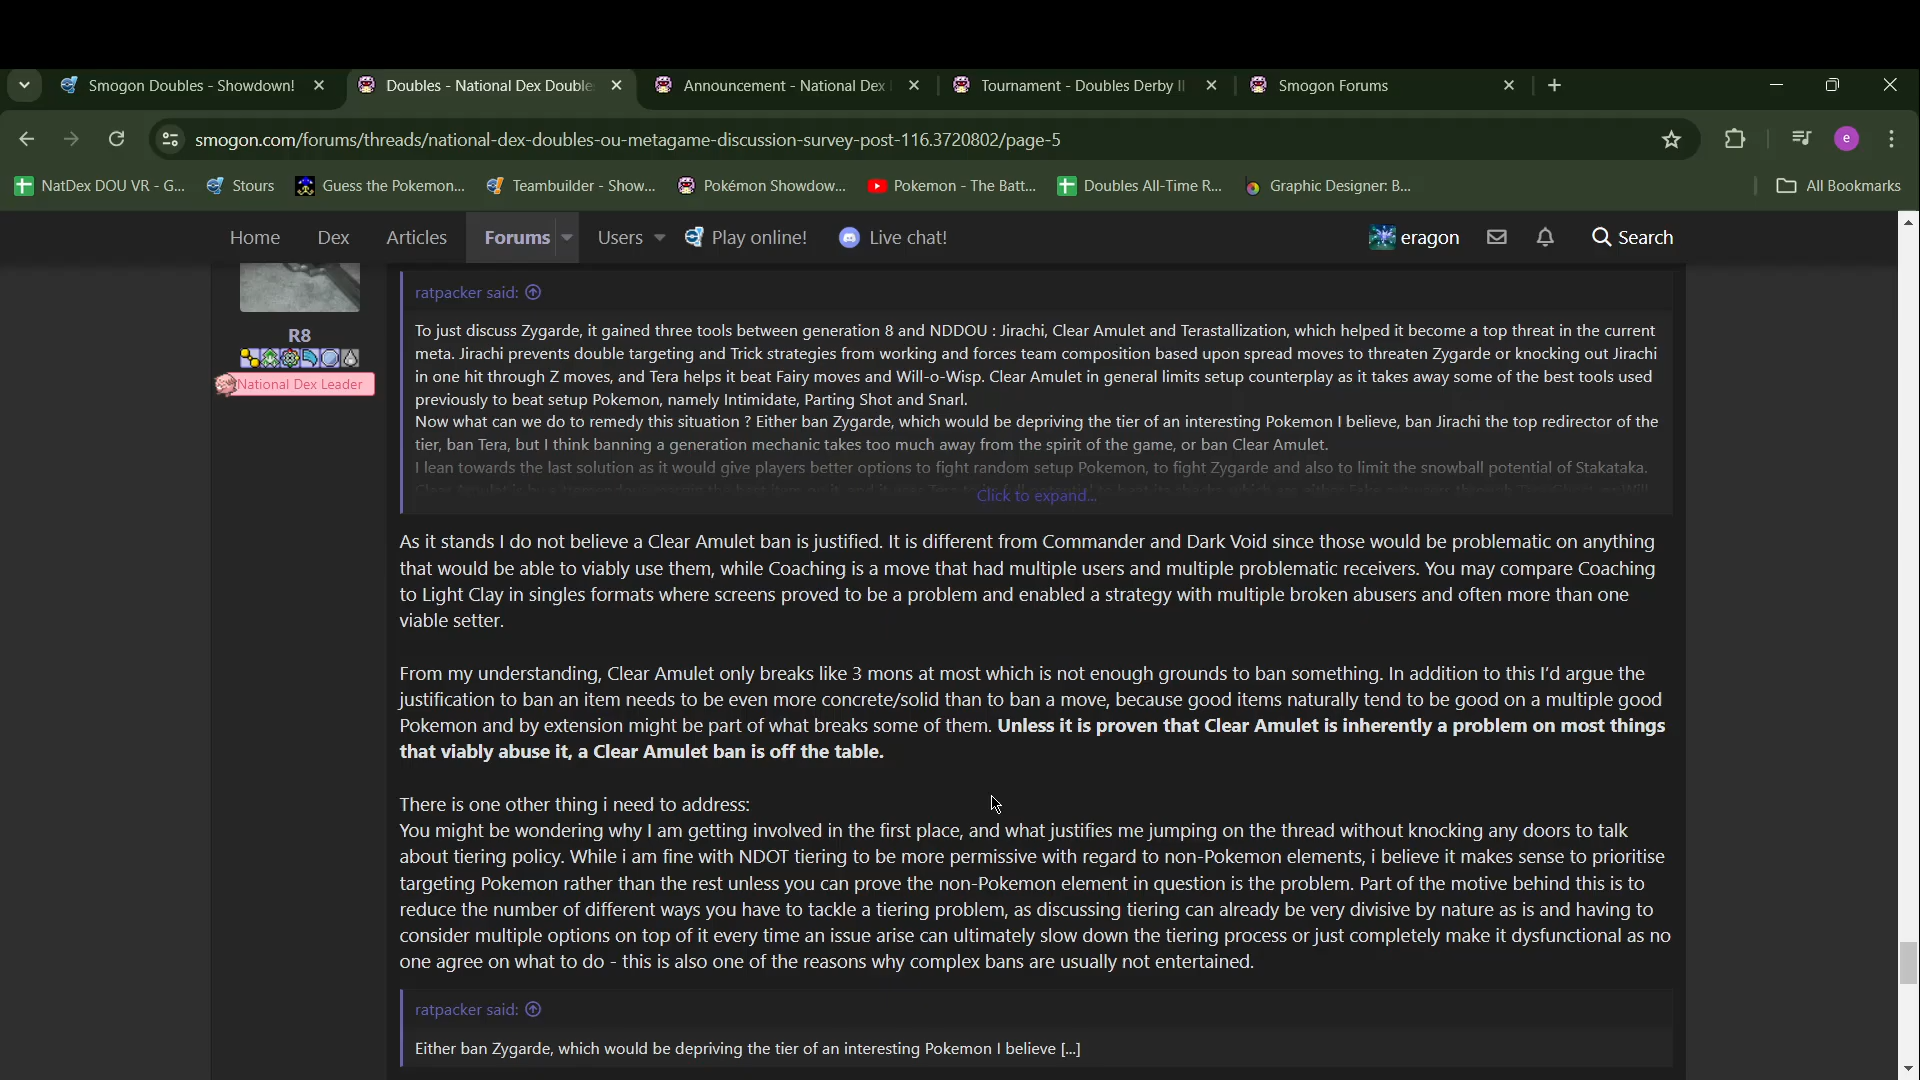 Smogon Doubles - Showdown!
Doubles - National Dex Double
Announcement - National Dex
Tournament - Doubles Derby II
Smogon Forums
smogon.com/forums/threads/national-dex-doubles-ou-metagame-discussion-survey-post-116.3720802/page-5
e
NatDex DOU VR - G...
Stours
Guess the Pokemon...
Teambuilder - Show...
Pokémon Showdow...
Pokemon - The Batt...
Doubles All-Time R...
Graphic Designer: B...
All Bookmarks
Home
Dex
Articles
Forums
Users
Play online!
Live chat!
eragon
Search
R8
National Dex Leader
ratpacker said:
To just discuss Zygarde, it gained three tools between generation 8 and NDDOU : Jirachi, Clear Amulet and Terastallization, which helped it become a top threat in the current
meta. Jirachi prevents double targeting and Trick strategies from working and forces team composition based upon spread moves to threaten Zygarde or knocking out Jirachi
in one hit through Z moves, and Tera helps it beat Fairy moves and Will-o-Wisp. Clear Amulet in general limits setup counterplay as it takes away some of the best tools used
previously to beat setup Pokemon, namely Intimidate, Parting Shot and Snarl.
Now what can we do to remedy this situation ? Either ban Zygarde, which would be depriving the tier of an interesting Pokemon I believe, ban Jirachi the top redirector of the
tier, ban Tera, but I think banning a generation mechanic takes too much away from the spirit of the game, or ban Clear Amulet.
I lean towards the last solution as it would give players better options to fight random setup Pokemon, to fight Zygarde and also to limit the snowball potential of Stakataka.
Click to expand...
As it stands I do not believe a Clear Amulet ban is justified. It is different from Commander and Dark Void since those would be problematic on anything
that would be able to viably use them, while Coaching is a move that had multiple users and multiple problematic receivers. You may compare Coaching
to Light Clay in singles formats where screens proved to be a problem and enabled a strategy with multiple broken abusers and often more than one
viable setter.
From my understanding, Clear Amulet only breaks like 3 mons at most which is not enough grounds to ban something. In addition to this I'd argue the
justification to ban an item needs to be even more concrete/solid than to ban a move, because good items naturally tend to be good on a multiple good
Pokemon and by extension might be part of what breaks some of them. Unless it is proven that Clear Amulet is inherently a problem on most things
that viably abuse it, a Clear Amulet ban is off the table.
There is one other thing i need to address:
You might be wondering why I am getting involved in the first place, and what justifies me jumping on the thread without knocking any doors to talk
about tiering policy. While i am fine with NDOT tiering to be more permissive with regard to non-Pokemon elements, i believe it makes sense to prioritise
targeting Pokemon rather than the rest unless you can prove the non-Pokemon element in question is the problem. Part of the motive behind this is to
reduce the number of different ways you have to tackle a tiering problem, as discussing tiering can already be very divisive by nature as is and having to
consider multiple options on top of it every time an issue arise can ultimately slow down the tiering process or just completely make it dysfunctional as no
one agree on what to do - this is also one of the reasons why complex bans are usually not entertained.
ratpacker said:
Either ban Zygarde, which would be depriving the tier of an interesting Pokemon I believe [...]